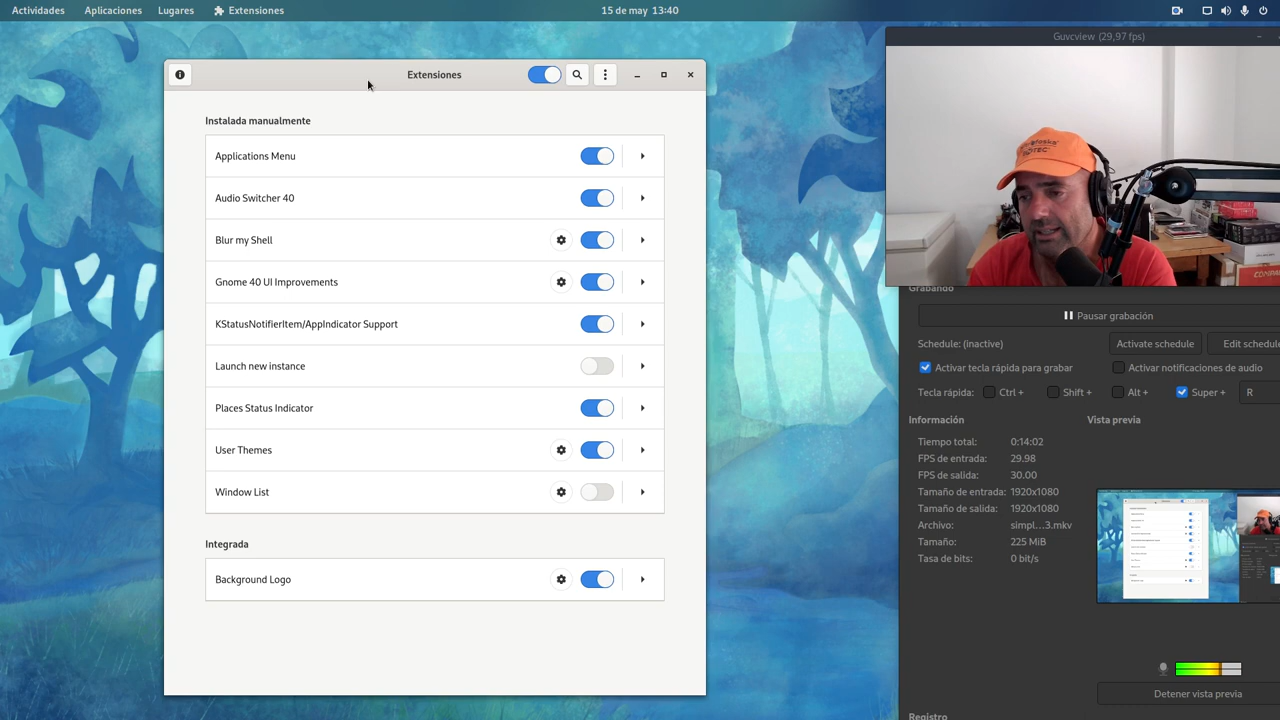 Actividades Aplicaciones Lugares Extensiones 15 de may 13:40
Guvcview (29,97 fps)
Extensiones
Instalada manualmente
Applications Menu
Audio Switcher 40
Blur my Shell
Gnome 40 UI Improvements
KStatusNotifierItem/AppIndicator Support
Launch new instance
Places Status Indicator
User Themes
Window List
Integrada
Background Logo
Grabando
Pausar grabación
Schedule: (inactive) Activate schedule Edit schedule
Activar tecla rápida para grabar Activar notificaciones de audio
Tecla rápida: Ctrl + Shift + Alt + Super + R
Información Vista previa
Tiempo total: 0:14:02
FPS de entrada: 29.98
FPS de salida: 30.00
Tamaño de entrada: 1920x1080
Tamaño de salida: 1920x1080
Archivo: simpl...3.mkv
Tamaño: 225 MiB
Tasa de bits: 0 bit/s
Detener vista previa
Registro